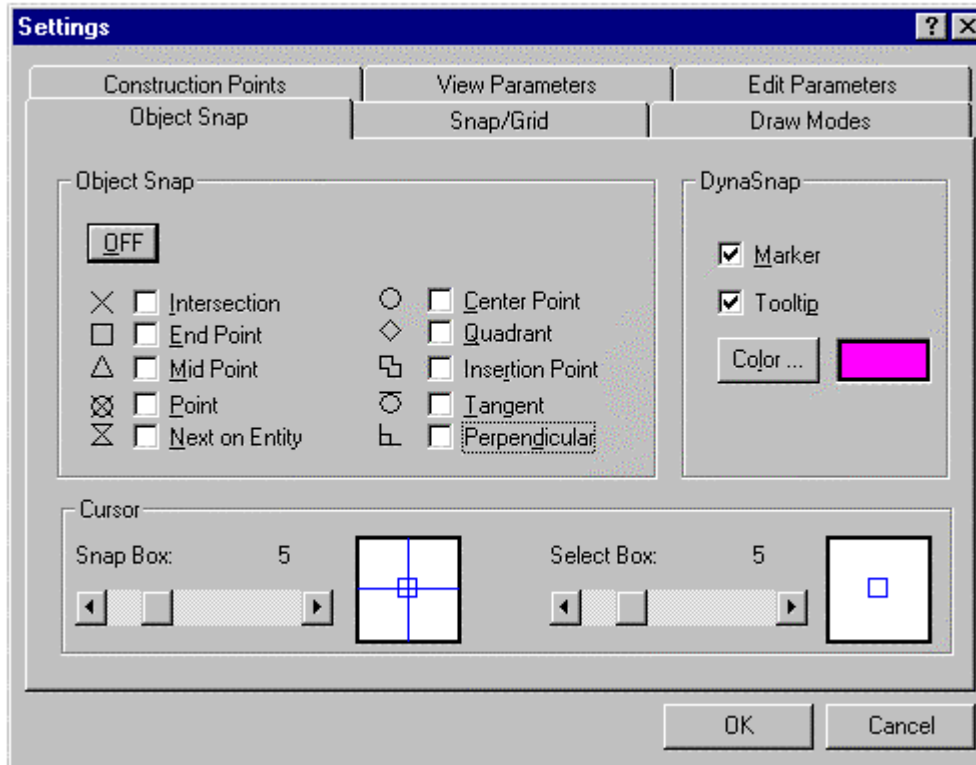 Settings
Construction Points View Parameters Edit Parameters
Object Snap Snap/Grid Draw Modes
Object Snap
OFF
Intersection
End Point
Mid Point
Point
Next on Entity
Center Point
Quadrant
Insertion Point
Tangent
Perpendicular
DynaSnap
Marker
Tooltip
Color ...
Cursor
Snap Box: 5
Select Box: 5
OK Cancel